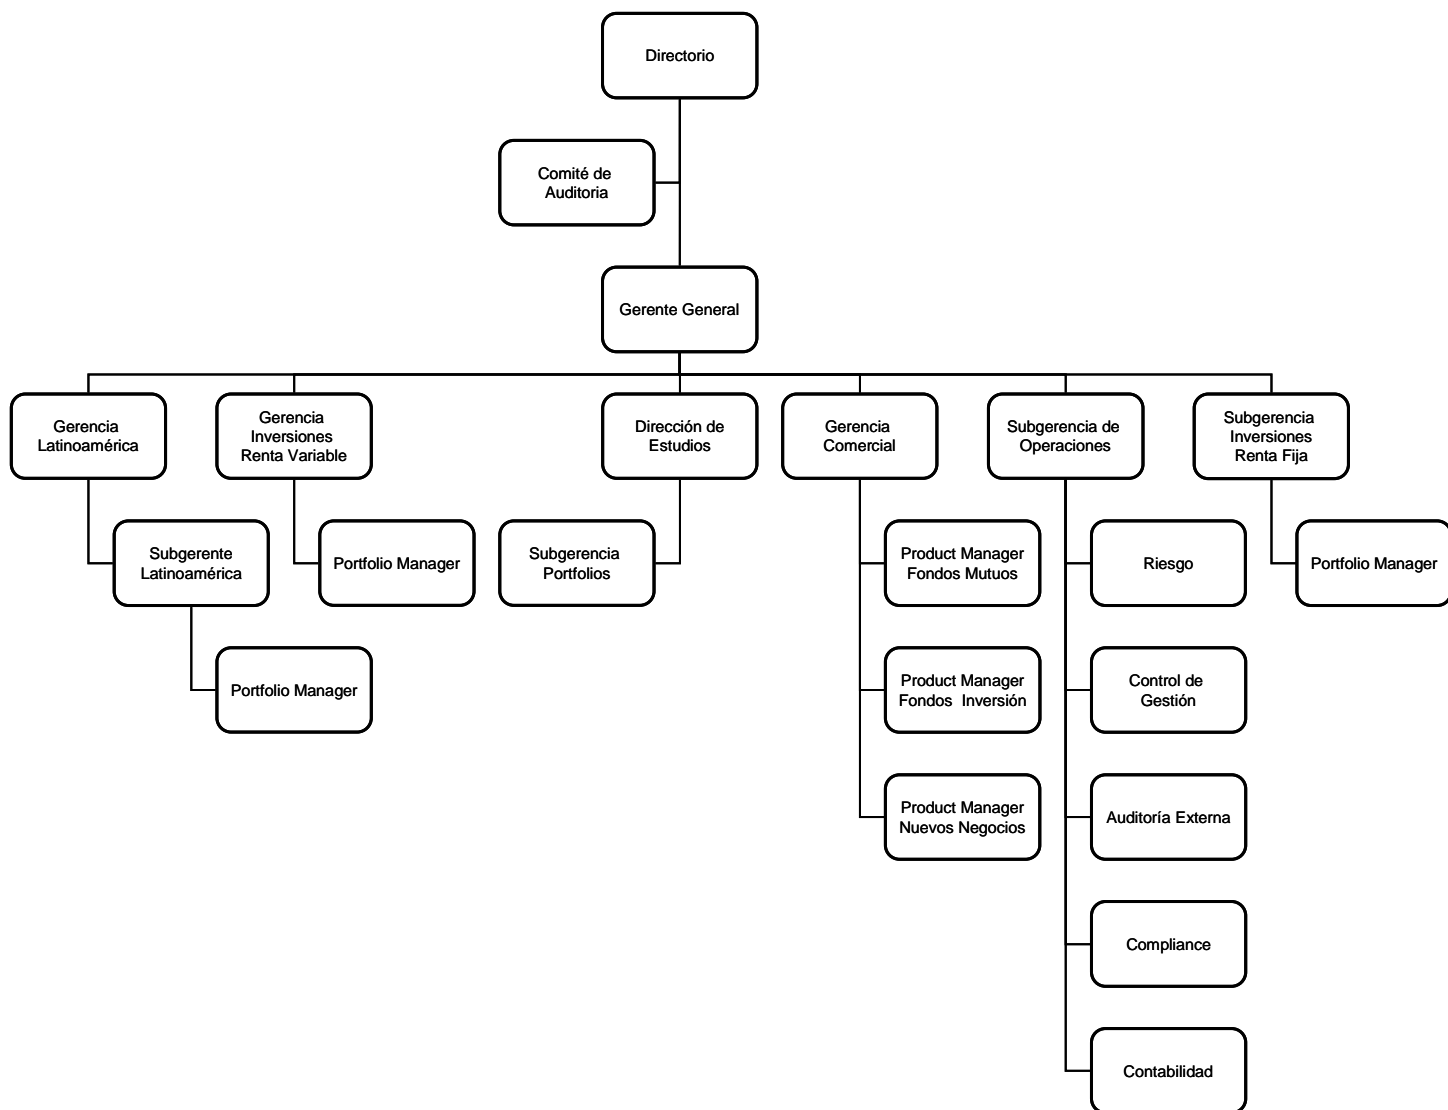 Directorio
Comité de
Auditoria
Gerente General
Gerencia
Latinoamérica
Gerencia
Inversiones
Renta Variable
Dirección de
Estudios
Gerencia
Comercial
Subgerencia de
Operaciones
Subgerencia
Inversiones
Renta Fija
Subgerente
Latinoamérica
Portfolio Manager
Subgerencia
Portfolios
Product Manager
Fondos Mutuos
Riesgo
Portfolio Manager
Portfolio Manager
Product Manager
Fondos  Inversión
Control de
Gestión
Product Manager
Nuevos Negocios
Auditoría Externa
Compliance
Contabilidad